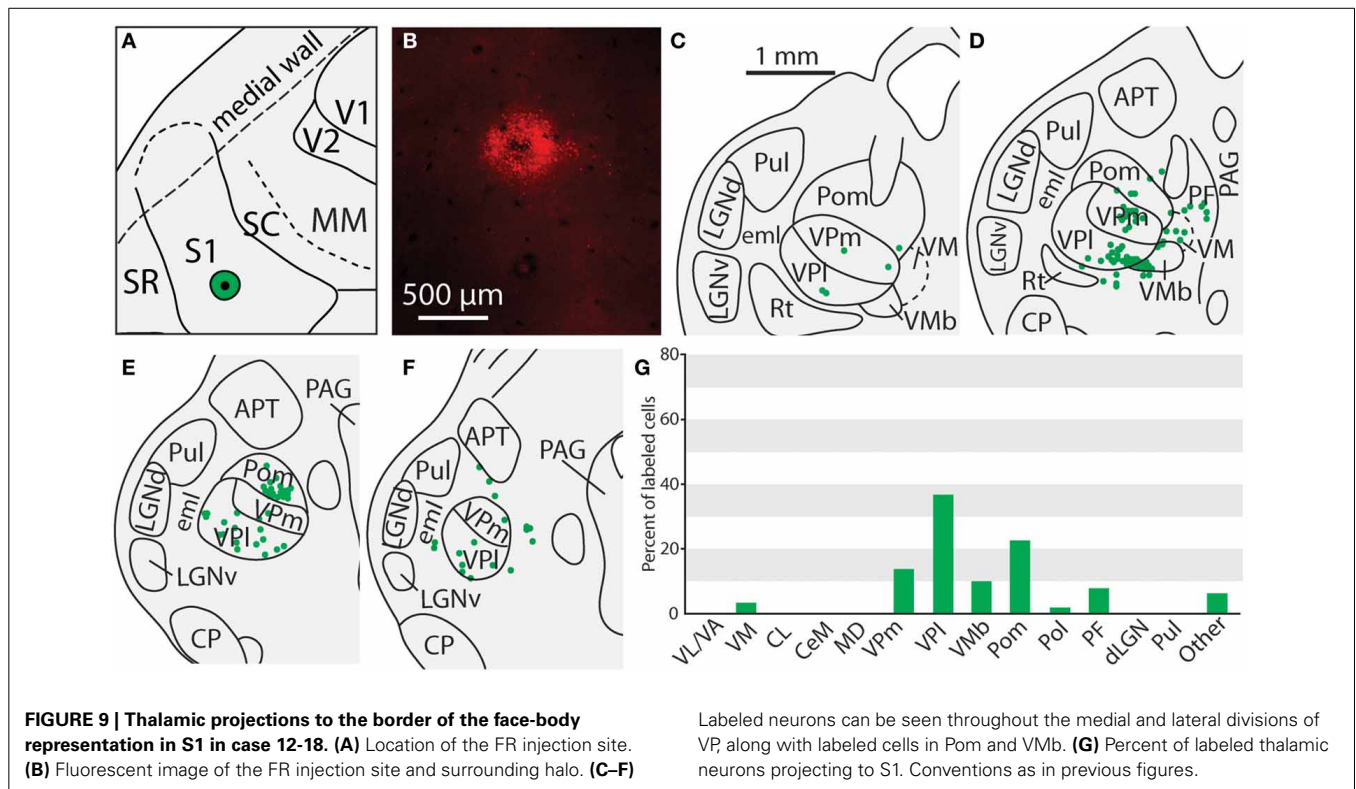 A
medial wall
V1
V2
SC
MM
S1
SR
B
500 µm
C
1 mm
Pul
LGNd
Pom
eml
VPm
VM
VPl
LGNv
Rt
VMb
D
APT
Pul
LGNd
Pom
PAG
eml
PF
VPm
LGNv
VPl
VM
Rt
VMb
CP
E
PAG
APT
Pul
Pom
LGNd
eml
VPm
VPl
LGNv
CP
F
APT
PAG
Pul
LGNd
eml
VPm
VPl
LGNv
CP
G
Percent of labeled cells
80
60
40
20
0
VL/VA
VM
CL
CeM
MD
VPm
VPl
VMb
Pom
Pol
PF
dLGN
Pul
Other
FIGURE 9 | Thalamic projections to the border of the face-body
representation in S1 in case 12-18. (A) Location of the FR injection site.
(B) Fluorescent image of the FR injection site and surrounding halo. (C–F)
Labeled neurons can be seen throughout the medial and lateral divisions of
VP, along with labeled cells in Pom and VMb. (G) Percent of labeled thalamic
neurons projecting to S1. Conventions as in previous figures.